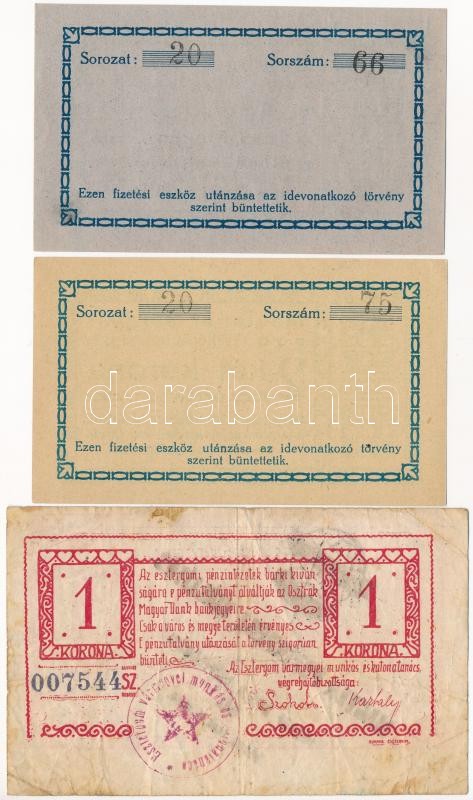 Sorozat: 20 Sorszám: 66
Ezen fizetési eszköz utánzása az idevonatkozó törvény
szerint büntettetik.
Sorozat: 20 Sorszám: 75
darabanth
Ezen fizetési eszköz utánzása az idevonatkozó törvény
szerint büntettetik.
1
KORONA.
Az esztergomi pénzintézetek bárki kiván-
ságára e pénzutalványt átváltják az Osztrák
Magyar Bank bankjegyeire
Csak a város és megye területén érvényes.
E pénzutalvány utánzását a törvény szigorúan
bünteti.
Az Esztergom vármegyei munkás és katonatanács
végrehajtóbizottsága:
1
KORONA.
007544 SZ